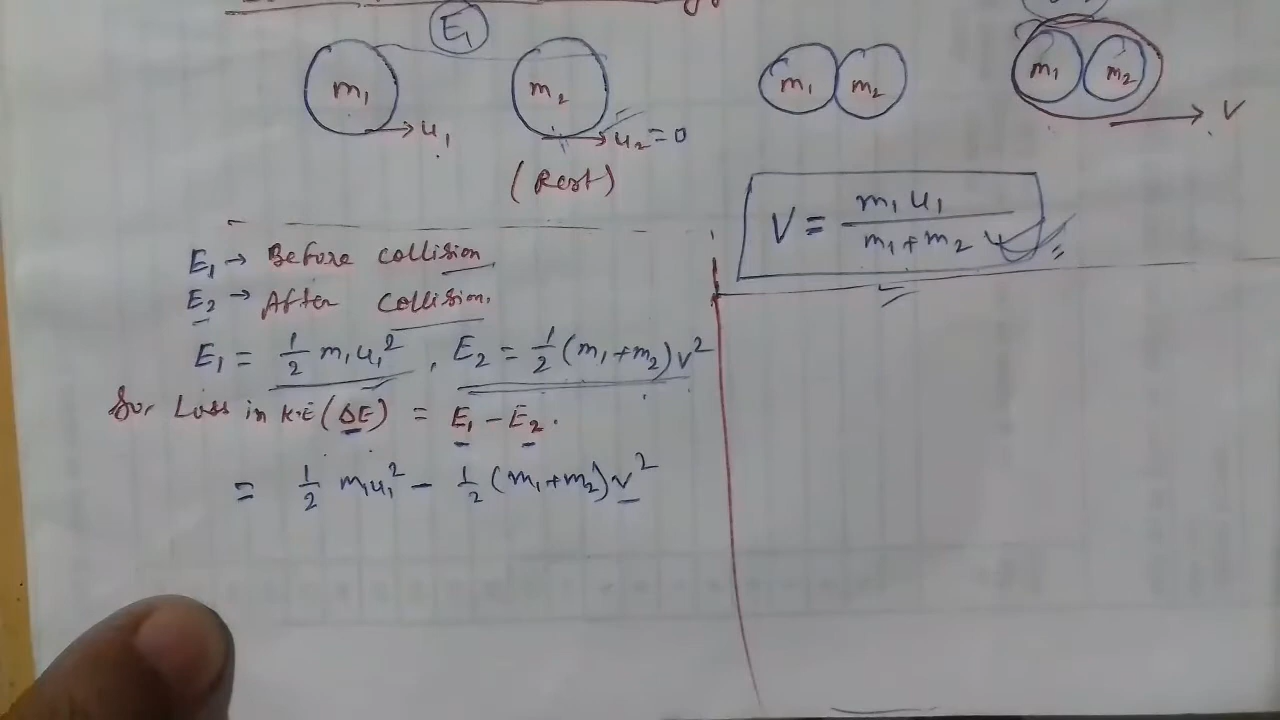 E₁
m₁ m₂ m₁ m₂ m₁ m₂
u₁ u₂ = 0 V
(Rest)
V = m₁u₁ / m₁+m₂
E₁ → Before collision
E₂ → After collision.
E₁ = 1/2 m₁u₁², E₂ = 1/2 (m₁+m₂)v²
for Loss in K.E (ΔE) = E₁ - E₂.
= 1/2 m₁u₁² - 1/2 (m₁+m₂)v²